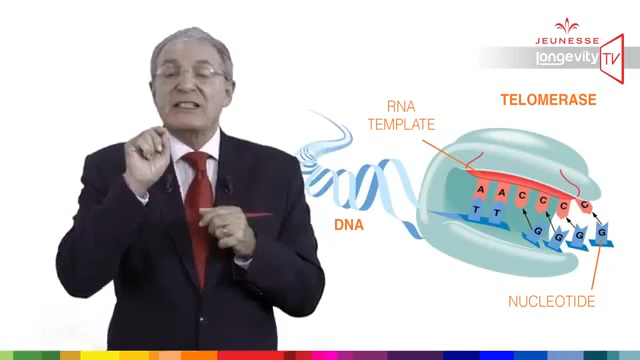 JEUNESSE
longevity TV
TELOMERASE
RNA
TEMPLATE
A A C C C C
T T G G G G
DNA
NUCLEOTIDE